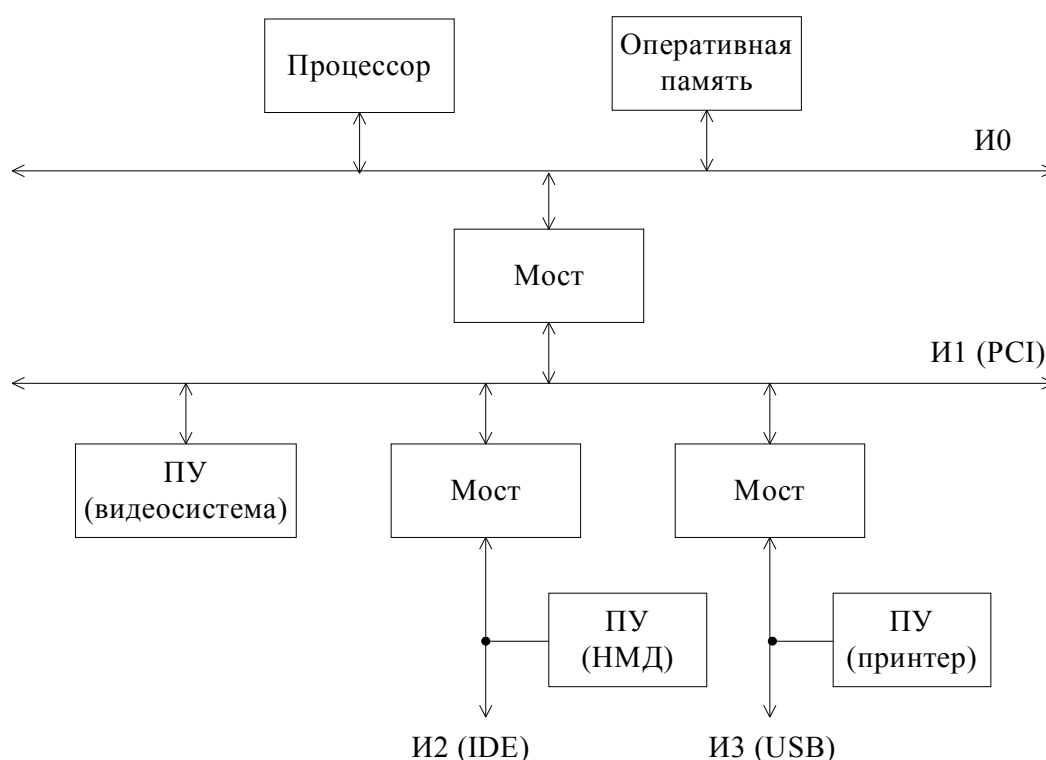 Процессор
Оперативная
память
И0
Мост
И1 (PCI)
ПУ
(видеосистема)
Мост
Мост
ПУ
(НМД)
ПУ
(принтер)
И2 (IDE)
И3 (USB)